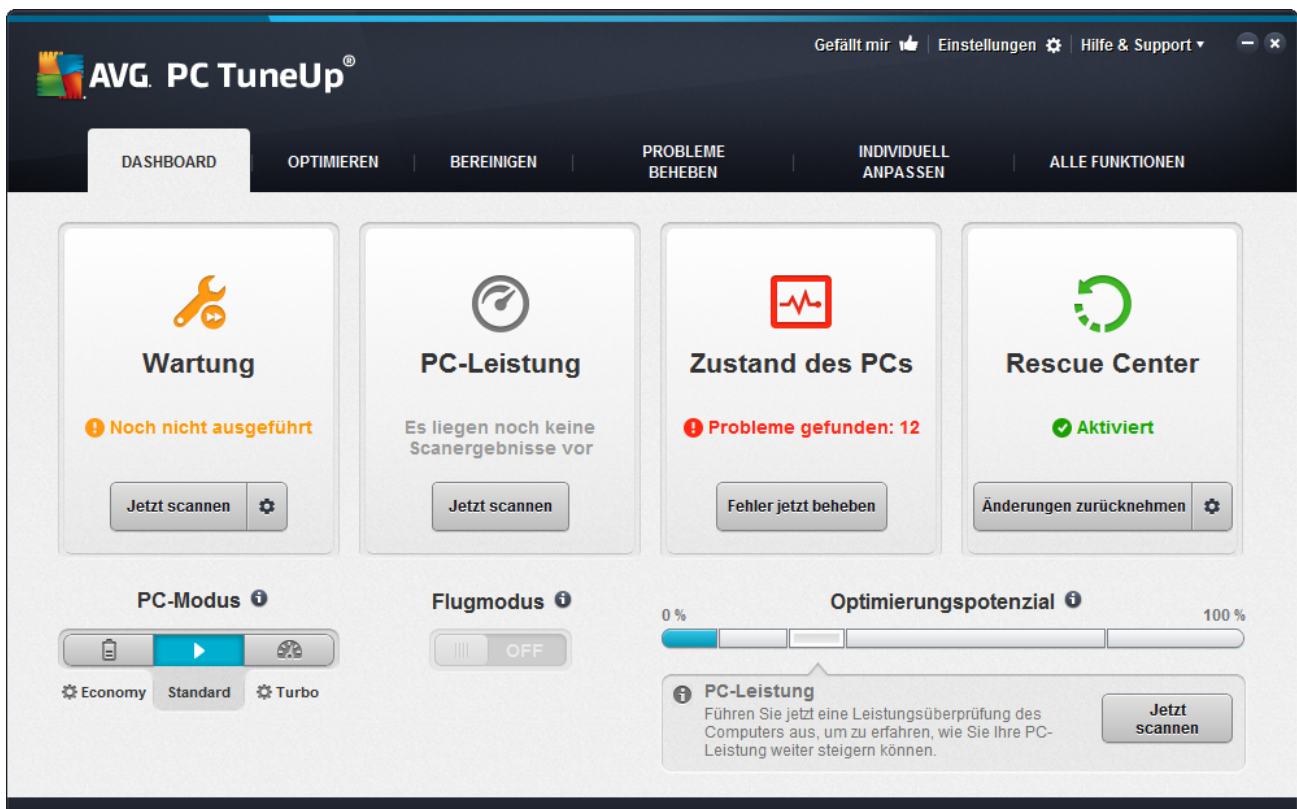 Gefällt mir
Einstellungen
Hilfe & Support
AVG. PC TuneUp®
DASHBOARD
OPTIMIEREN
BEREINIGEN
PROBLEME
BEHEBEN
INDIVIDUELL
ANPASSEN
ALLE FUNKTIONEN
Wartung
Noch nicht ausgeführt
Jetzt scannen
PC-Leistung
Es liegen noch keine
Scanergebnisse vor
Jetzt scannen
Zustand des PCs
Probleme gefunden: 12
Fehler jetzt beheben
Rescue Center
Aktiviert
Änderungen zurücknehmen
PC-Modus
Economy
Standard
Turbo
Flugmodus
OFF
Optimierungspotenzial
0 %
100 %
PC-Leistung
Führen Sie jetzt eine Leistungsüberprüfung des
Computers aus, um zu erfahren, wie Sie Ihre PC-
Leistung weiter steigern können.
Jetzt
scannen